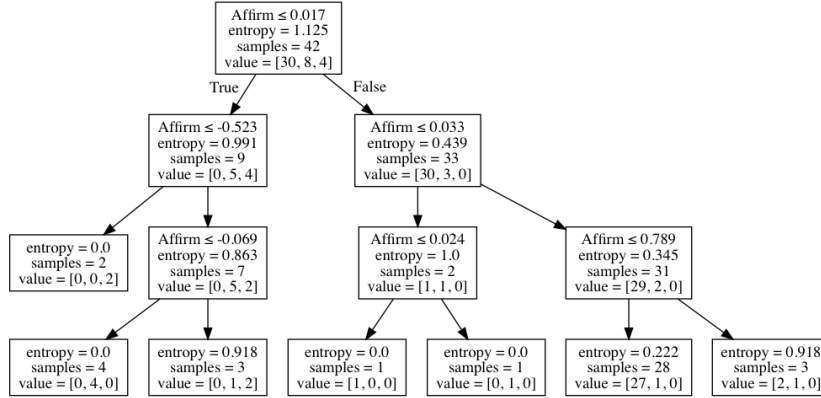 Affirm ≤ 0.017
entropy = 1.125
samples = 42
value = [30, 8, 4]
True
False
Affirm ≤ -0.523
entropy = 0.991
samples = 9
value = [0, 5, 4]
Affirm ≤ 0.033
entropy = 0.439
samples = 33
value = [30, 3, 0]
entropy = 0.0
samples = 2
value = [0, 0, 2]
Affirm ≤ -0.069
entropy = 0.863
samples = 7
value = [0, 5, 2]
Affirm ≤ 0.024
entropy = 1.0
samples = 2
value = [1, 1, 0]
Affirm ≤ 0.789
entropy = 0.345
samples = 31
value = [29, 2, 0]
entropy = 0.0
samples = 4
value = [0, 4, 0]
entropy = 0.918
samples = 3
value = [0, 1, 2]
entropy = 0.0
samples = 1
value = [1, 0, 0]
entropy = 0.0
samples = 1
value = [0, 1, 0]
entropy = 0.222
samples = 28
value = [27, 1, 0]
entropy = 0.918
samples = 3
value = [2, 1, 0]